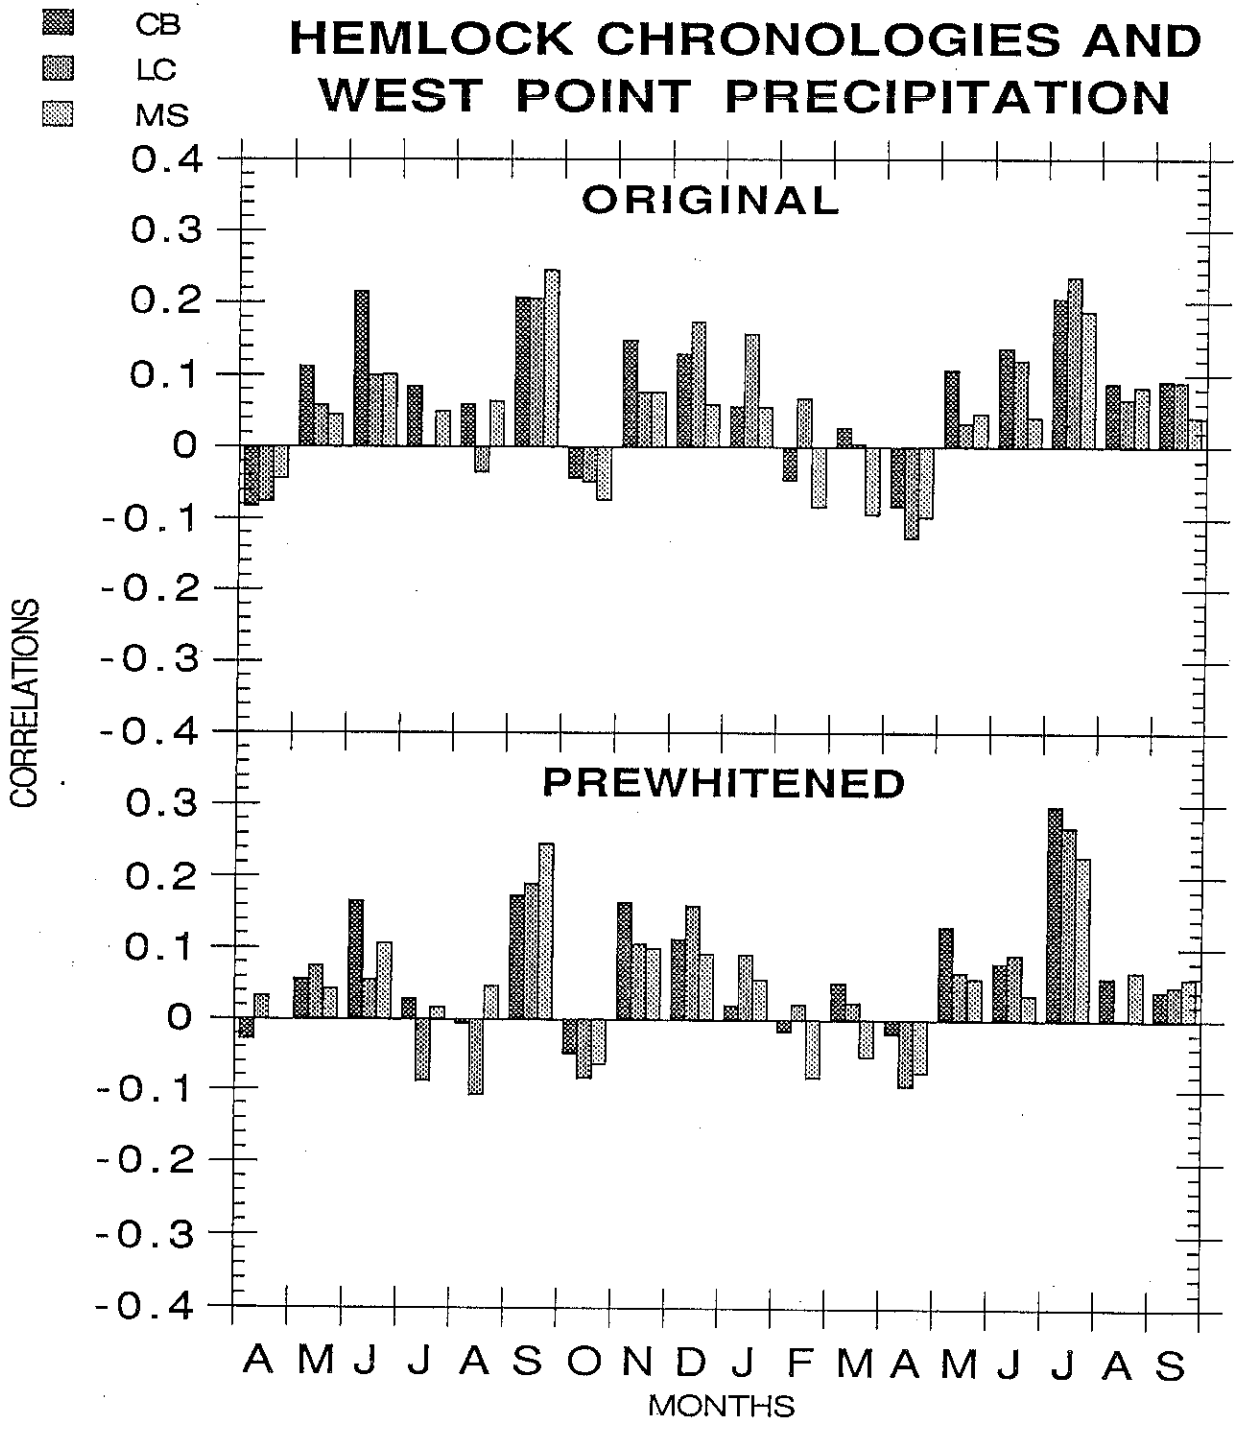 CB
LC
MS
HEMLOCK CHRONOLOGIES AND
WEST POINT PRECIPITATION
ORIGINAL
0.4
0.3
0.2
0.1
0
-0.1
-0.2
-0.3
-0.4
PREWHITENED
0.3
0.2
0.1
0
-0.1
-0.2
-0.3
-0.4
CORRELATIONS
A M J J A S O N D J F M A M J J A S
MONTHS